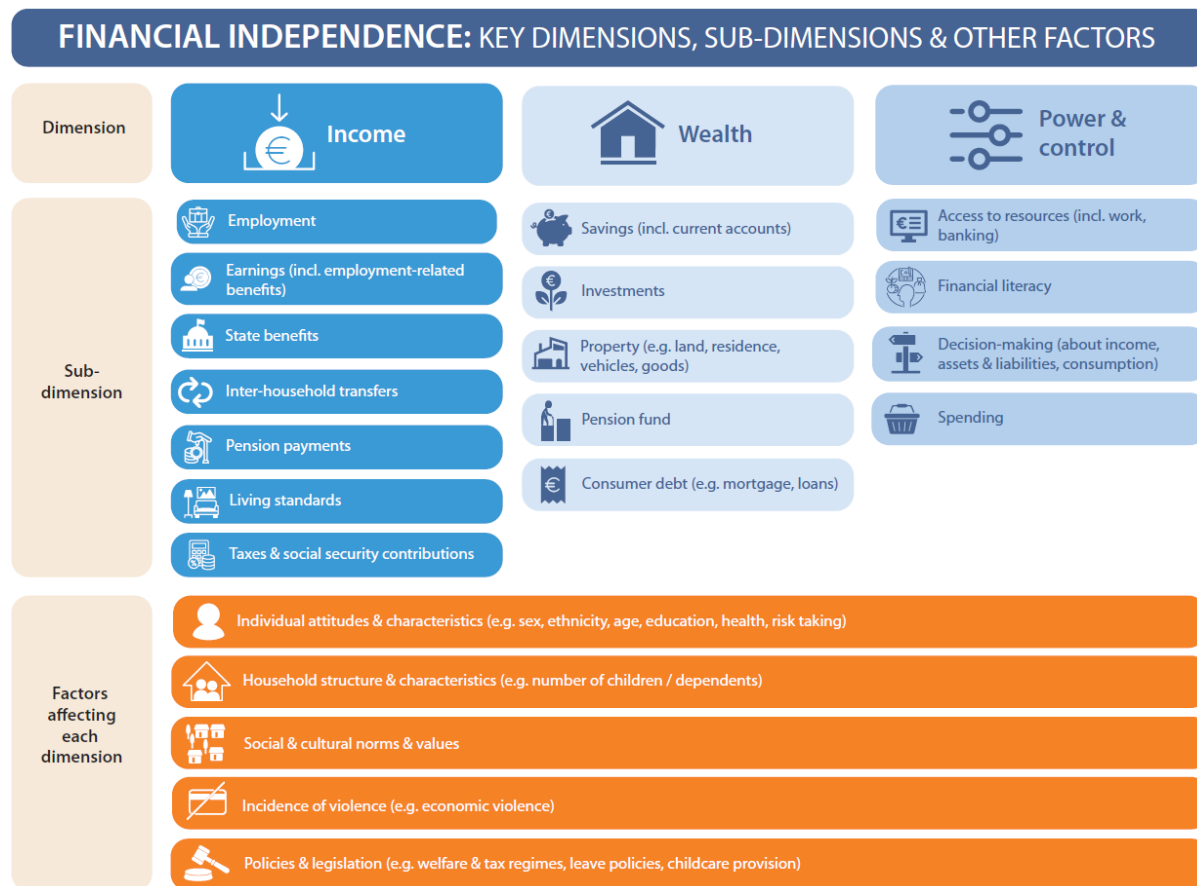 FINANCIAL INDEPENDENCE: KEY DIMENSIONS, SUB-DIMENSIONS & OTHER FACTORS
Dimension
Income
Wealth
Power &
control
Sub-
dimension
Employment
Earnings (incl. employment-related
benefits)
State benefits
Inter-household transfers
Pension payments
Living standards
Taxes & social security contributions
Savings (incl. current accounts)
Investments
Property (e.g. land, residence,
vehicles, goods)
Pension fund
Consumer debt (e.g. mortgage, loans)
Access to resources (incl. work,
banking)
Financial literacy
Decision-making (about income,
assets & liabilities, consumption)
Spending
Factors
affecting
each
dimension
Individual attitudes & characteristics (e.g. sex, ethnicity, age, education, health, risk taking)
Household structure & characteristics (e.g. number of children / dependents)
Social & cultural norms & values
Incidence of violence (e.g. economic violence)
Policies & legislation (e.g. welfare & tax regimes, leave policies, childcare provision)